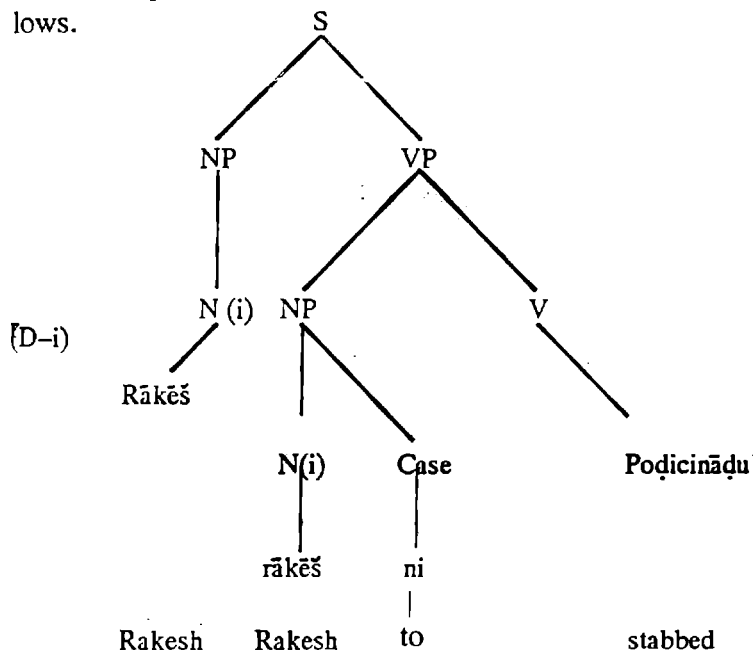 lows.
S
NP VP
N (i) NP V
(D–i)
Rākēš
N(i) Case Poḍicināḍu
rākēš ni
Rakesh Rakesh to stabbed